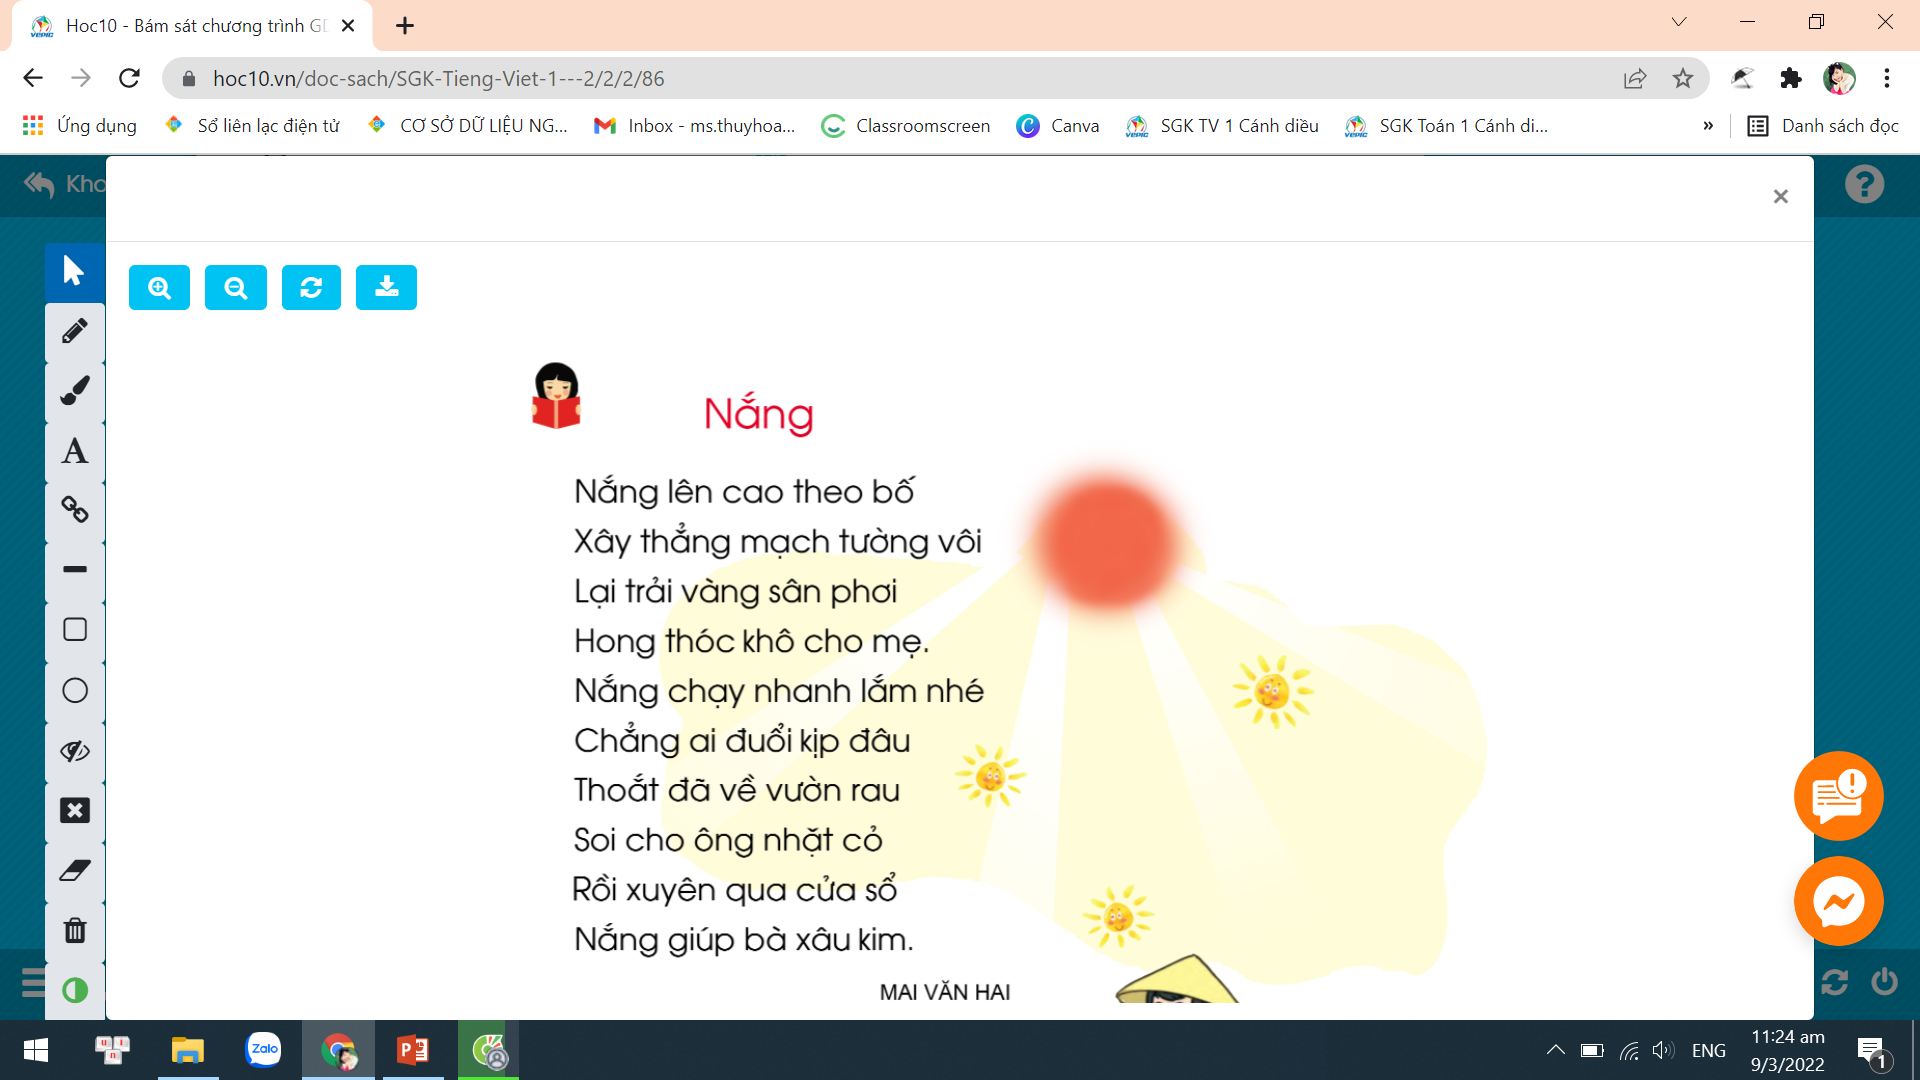 Hoc10 - Bám sát chương trình GD
hoc10.vn/doc-sach/SGK-Tieng-Viet-1---2/2/2/86
Ứng dụng Sổ liên lạc điện tử CƠ SỞ DỮ LIỆU NG... Inbox - ms.thuyhoa... Classroomscreen Canva SGK TV 1 Cánh diều SGK Toán 1 Cánh di... » Danh sách đọc
Kho
Nắng
Nắng lên cao theo bố
Xây thẳng mạch tường vôi
Lại trải vàng sân phơi
Hong thóc khô cho mẹ.
Nắng chạy nhanh lắm nhé
Chẳng ai đuổi kịp đâu
Thoắt đã về vườn rau
Soi cho ông nhặt cỏ
Rồi xuyên qua cửa sổ
Nắng giúp bà xâu kim.
MAI VĂN HAI
Zalo
ENG
11:24 am
9/3/2022
1